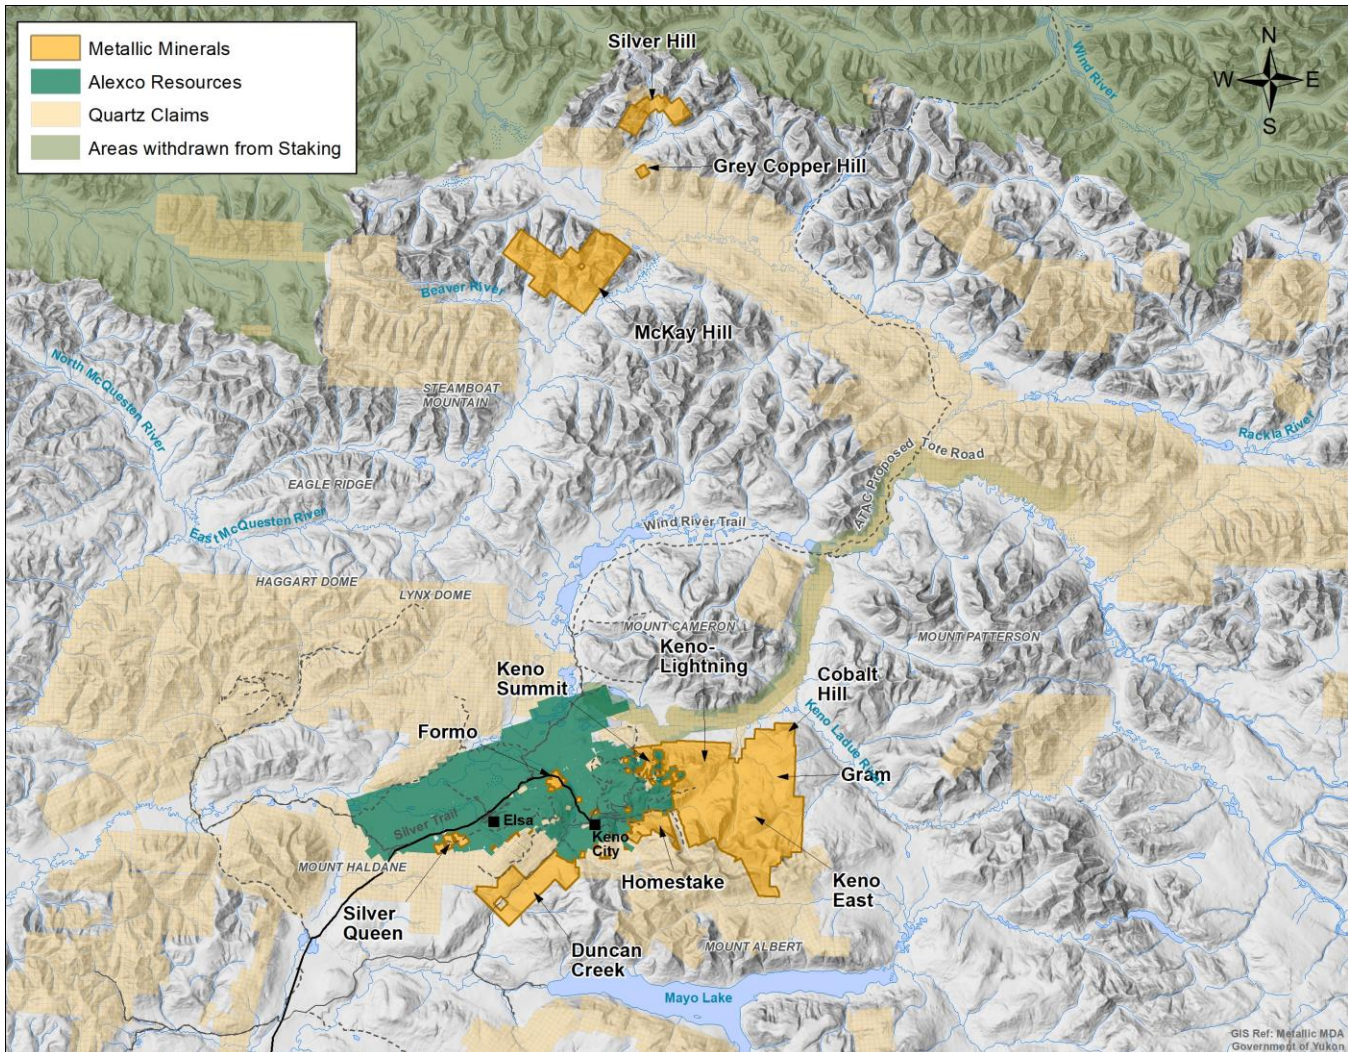 Metallic Minerals
Alexco Resources
Quartz Claims
Areas withdrawn from Staking
Silver Hill
Wind River
N
W
E
S
Grey Copper Hill
Beaver River
McKay Hill
North McQuesten River
STEAMBOAT
MOUNTAIN
Rackla River
ATAC Proposed
Tote Road
EAGLE RIDGE
East McQuesten River
Wind River Trail
HAGGART DOME
LYNX DOME
MOUNT CAMERON
MOUNT PATTERSON
Keno-
Lightning
Keno
Summit
Cobalt
Hill
Keno Ladue River
Formo
Gram
Silver Trail
Elsa
Keno
City
MOUNT HALDANE
Homestake
Keno
East
Silver
Queen
Duncan
Creek
MOUNT ALBERT
Mayo Lake
GIS Ref: Metallic MDA
Government of Yukon